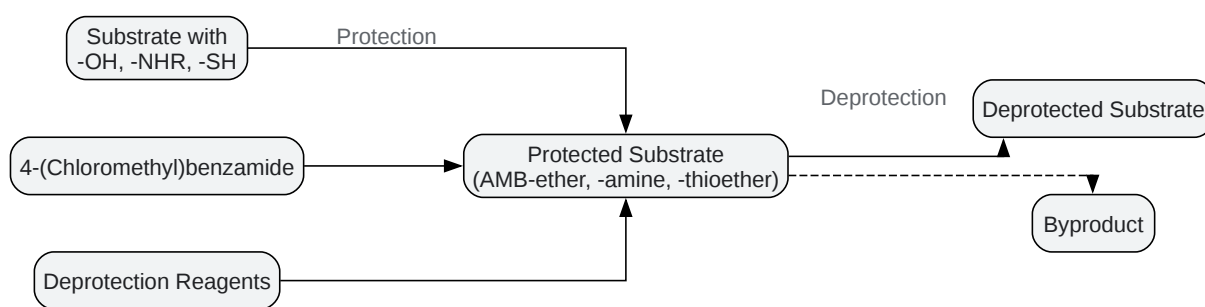 Substrate with
-OH, -NHR, -SH
Protection
4-(Chloromethyl)benzamide
Protected Substrate
(AMB-ether, -amine, -thioether)
Deprotection Reagents
Deprotection
Deprotected Substrate
Byproduct